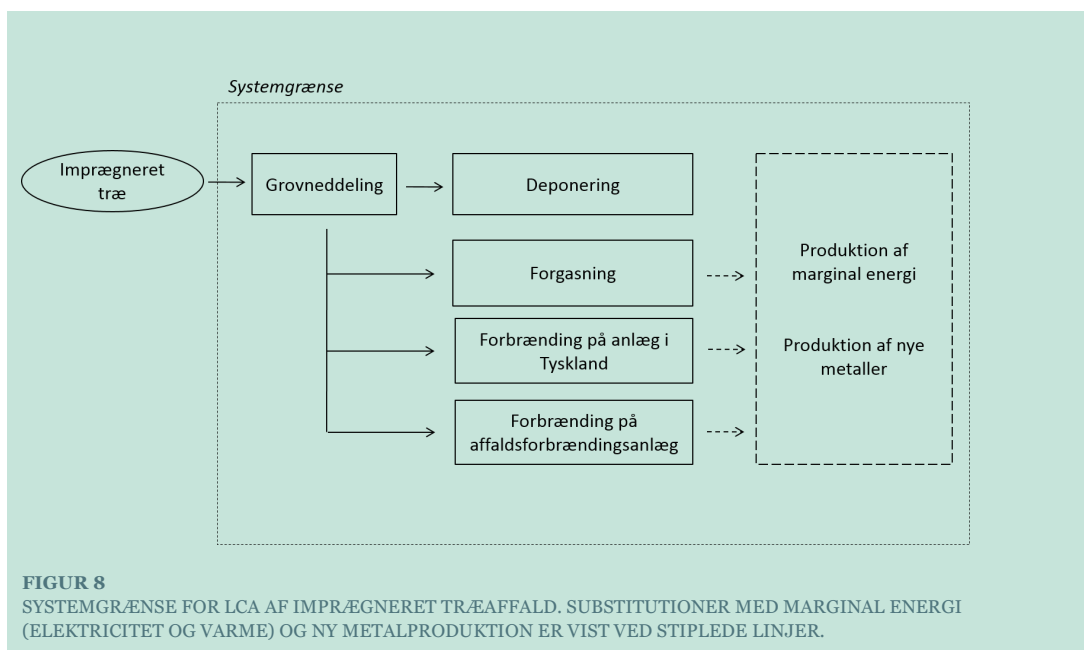 Systemgrænse
Imprægneret
træ
Grovneddeling
Deponering
Forgasning
Forbrænding på anlæg i
Tyskland
Forbrænding på
affaldsforbrændingsanlæg
Produktion af
marginal energi
Produktion af nye
metaller
FIGUR 8
SYSTEMGRÆNSE FOR LCA AF IMPRÆGNERET TRÆAFFALD. SUBSTITUTIONER MED MARGINAL ENERGI
(ELEKTRICITET OG VARME) OG NY METALPRODUKTION ER VIST VED STIPLEDE LINJER.